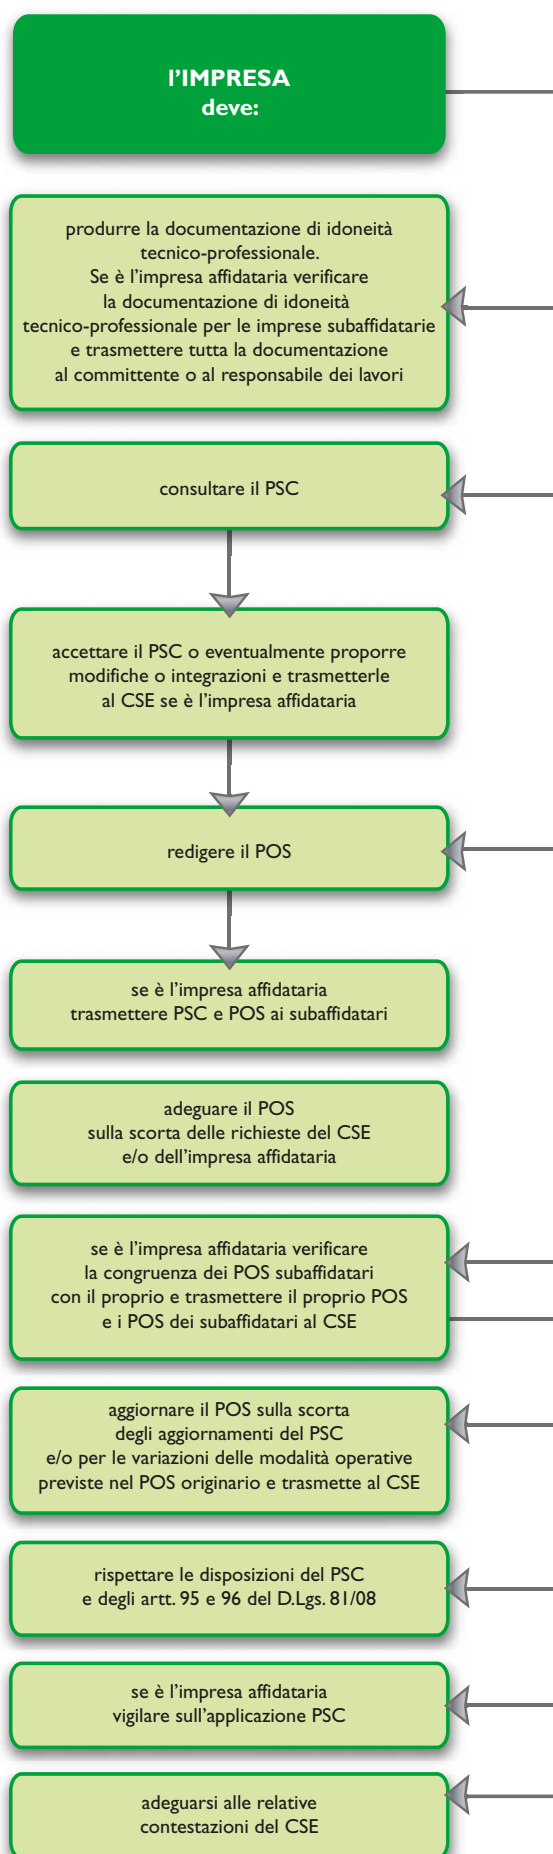 l'IMPRESA
deve:
produrre la documentazione di idoneità
tecnico-professionale.
Se è l'impresa affidataria verificare
la documentazione di idoneità
tecnico-professionale per le imprese subaffidatarie
e trasmettere tutta la documentazione
al committente o al responsabile dei lavori
consultare il PSC
accettare il PSC o eventualmente proporre
modifiche o integrazioni e trasmetterle
al CSE se è l'impresa affidataria
redigere il POS
se è l'impresa affidataria
trasmettere PSC e POS ai subaffidatari
adeguare il POS
sulla scorta delle richieste del CSE
e/o dell'impresa affidataria
se è l'impresa affidataria verificare
la congruenza dei POS subaffidatari
con il proprio e trasmettere il proprio POS
e i POS dei subaffidatari al CSE
aggiornare il POS sulla scorta
degli aggiornamenti del PSC
e/o per le variazioni delle modalità operative
previste nel POS originario e trasmette al CSE
rispettare le disposizioni del PSC
e degli artt. 95 e 96 del D.Lgs. 81/08
se è l'impresa affidataria
vigilare sull'applicazione PSC
adeguarsi alle relative
contestazioni del CSE